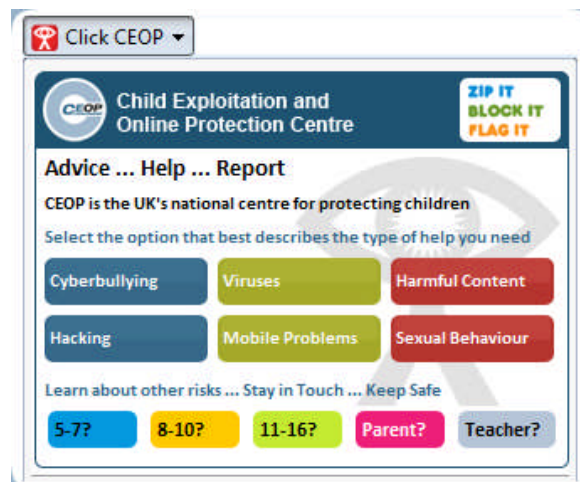 Click CEOP
CEOP
Child Exploitation and
Online Protection Centre
ZIP IT
BLOCK IT
FLAG IT
Advice ... Help ... Report
CEOP is the UK's national centre for protecting children
Select the option that best describes the type of help you need
Cyberbullying Viruses Harmful Content
Hacking Mobile Problems Sexual Behaviour
Learn about other risks ... Stay in Touch ... Keep Safe
5-7? 8-10? 11-16? Parent? Teacher?